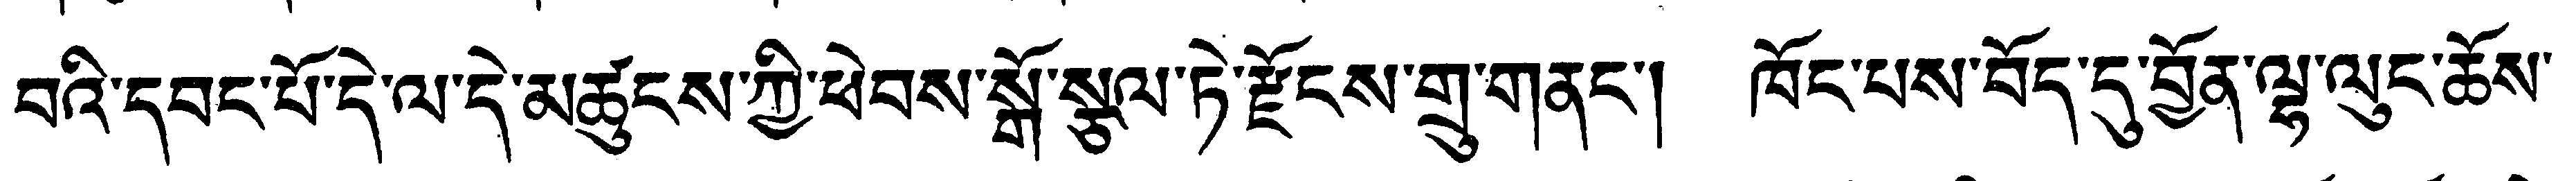 བའི་དབང་པོ་དེ་ལ་དེ་མཚུངས་ཀྱི་ཕེབས་སྒོ་སྩལ་ཏེ་རྫོངས་གྲུ་གནང་། ཁོང་པས་བོད་དུ་བྱོན་ལྷ་ལུང་ཆོས་